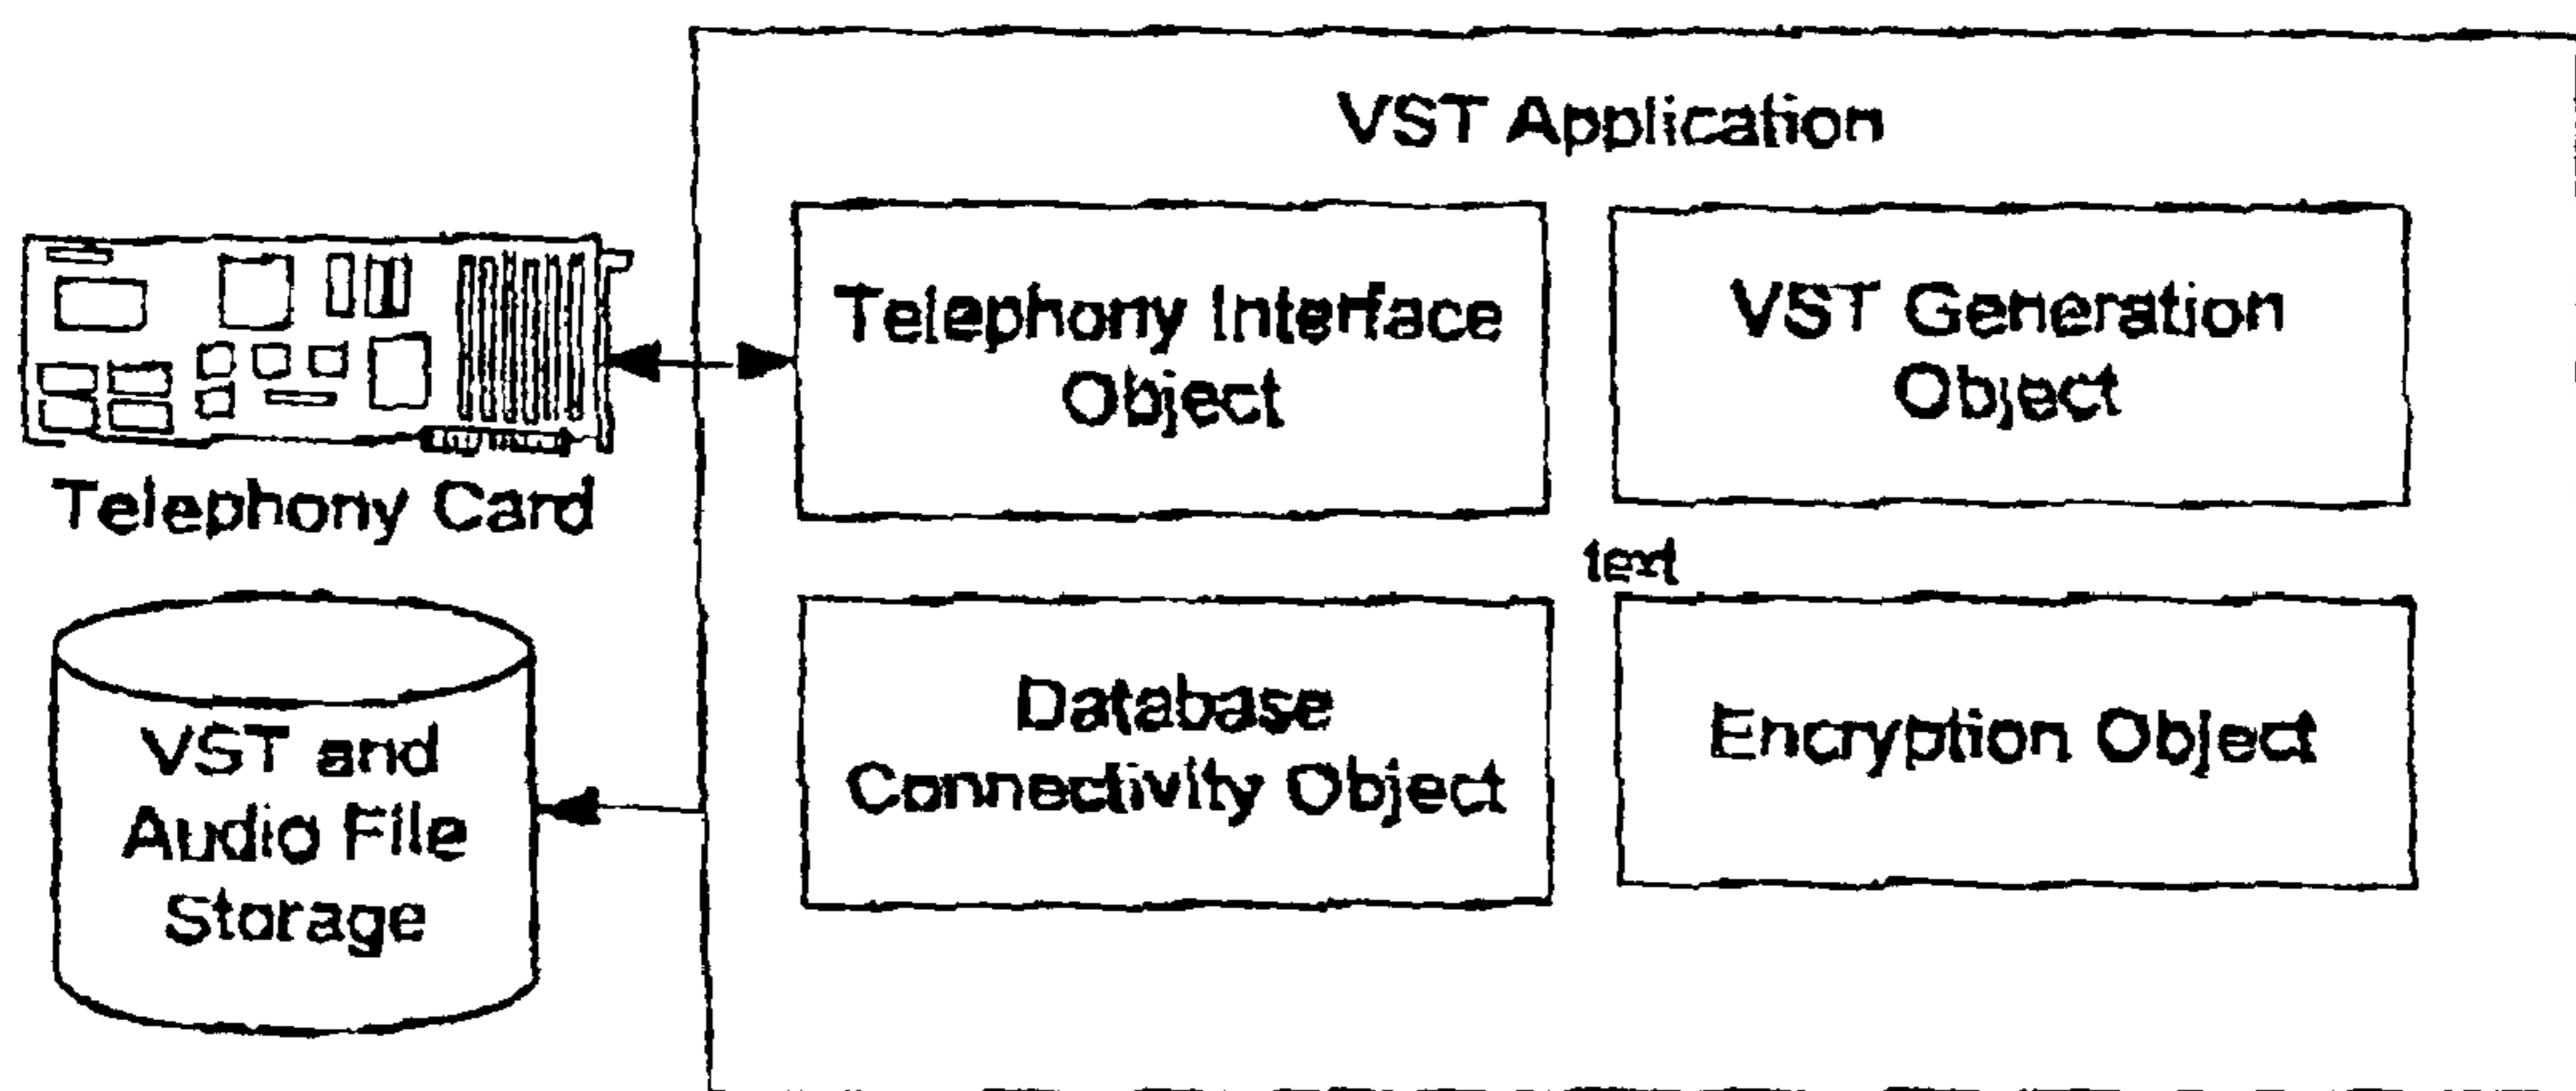 VST Application
Telephony Interface
Object
VST Generation
Object
Telephony Card
text
Database
Connectivity Object
Encryption Object
VST and
Audio File
Storage